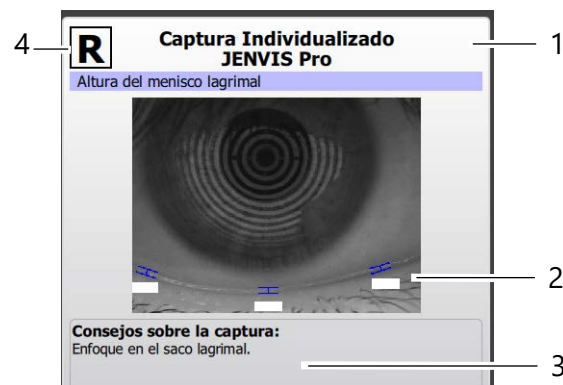 4
R
Captura Individualizado
JENVIS Pro
1
Altura del menisco lagrimal
2
Consejos sobre la captura:
Enfoque en el saco lagrimal.
3